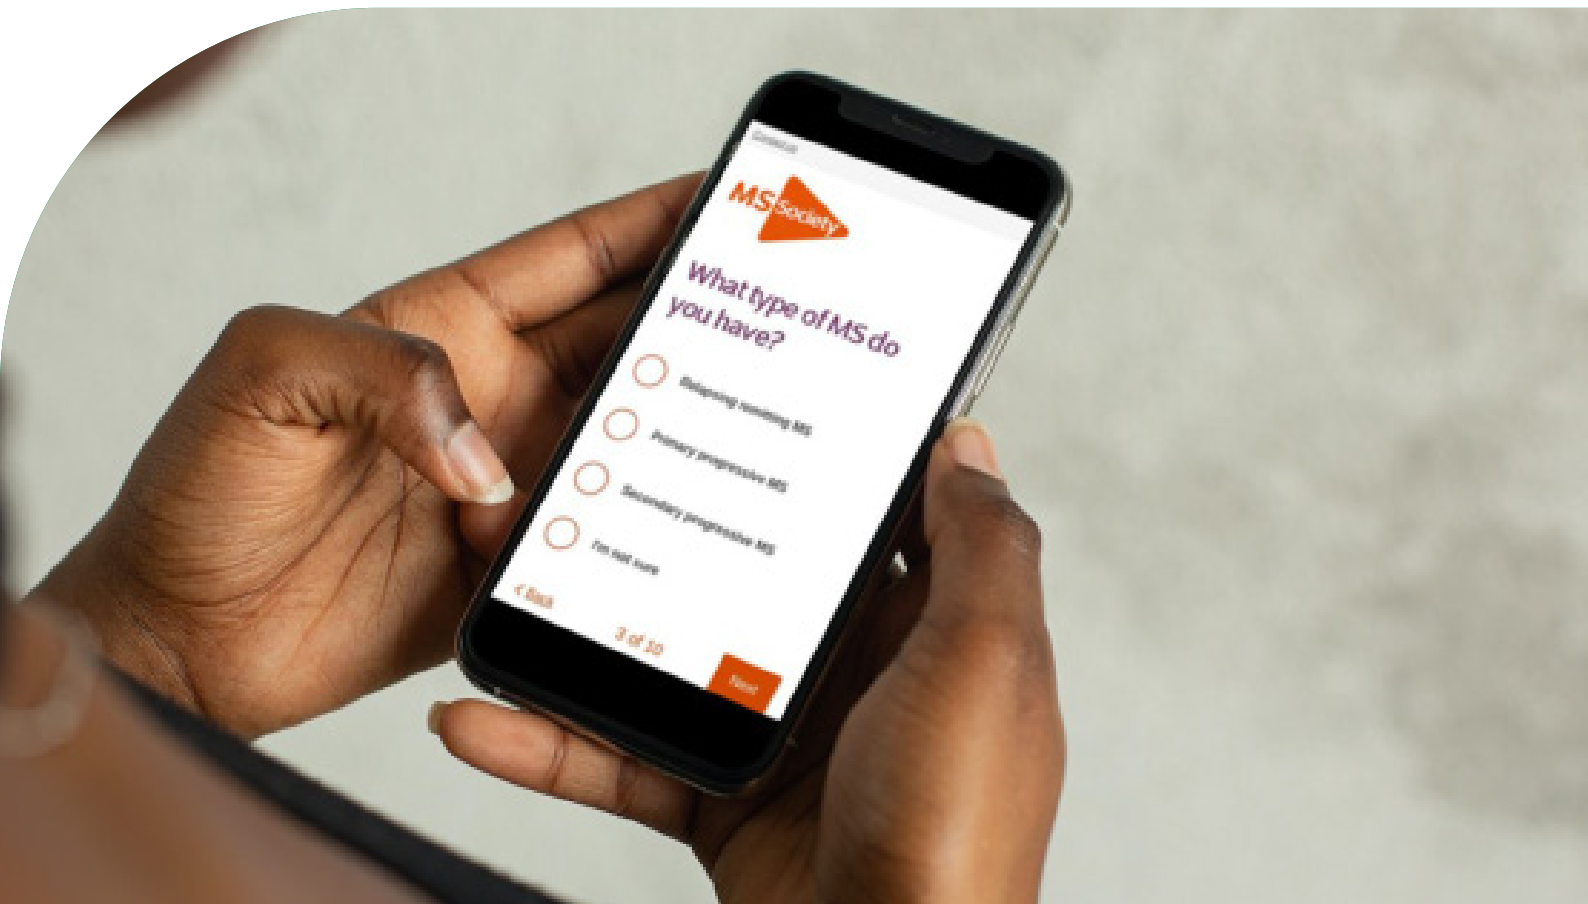 MS Society
What type of MS do
you have?
Relapsing remitting MS
Primary progressive MS
Secondary progressive MS
I'm not sure
< Back
3 of 10
Next